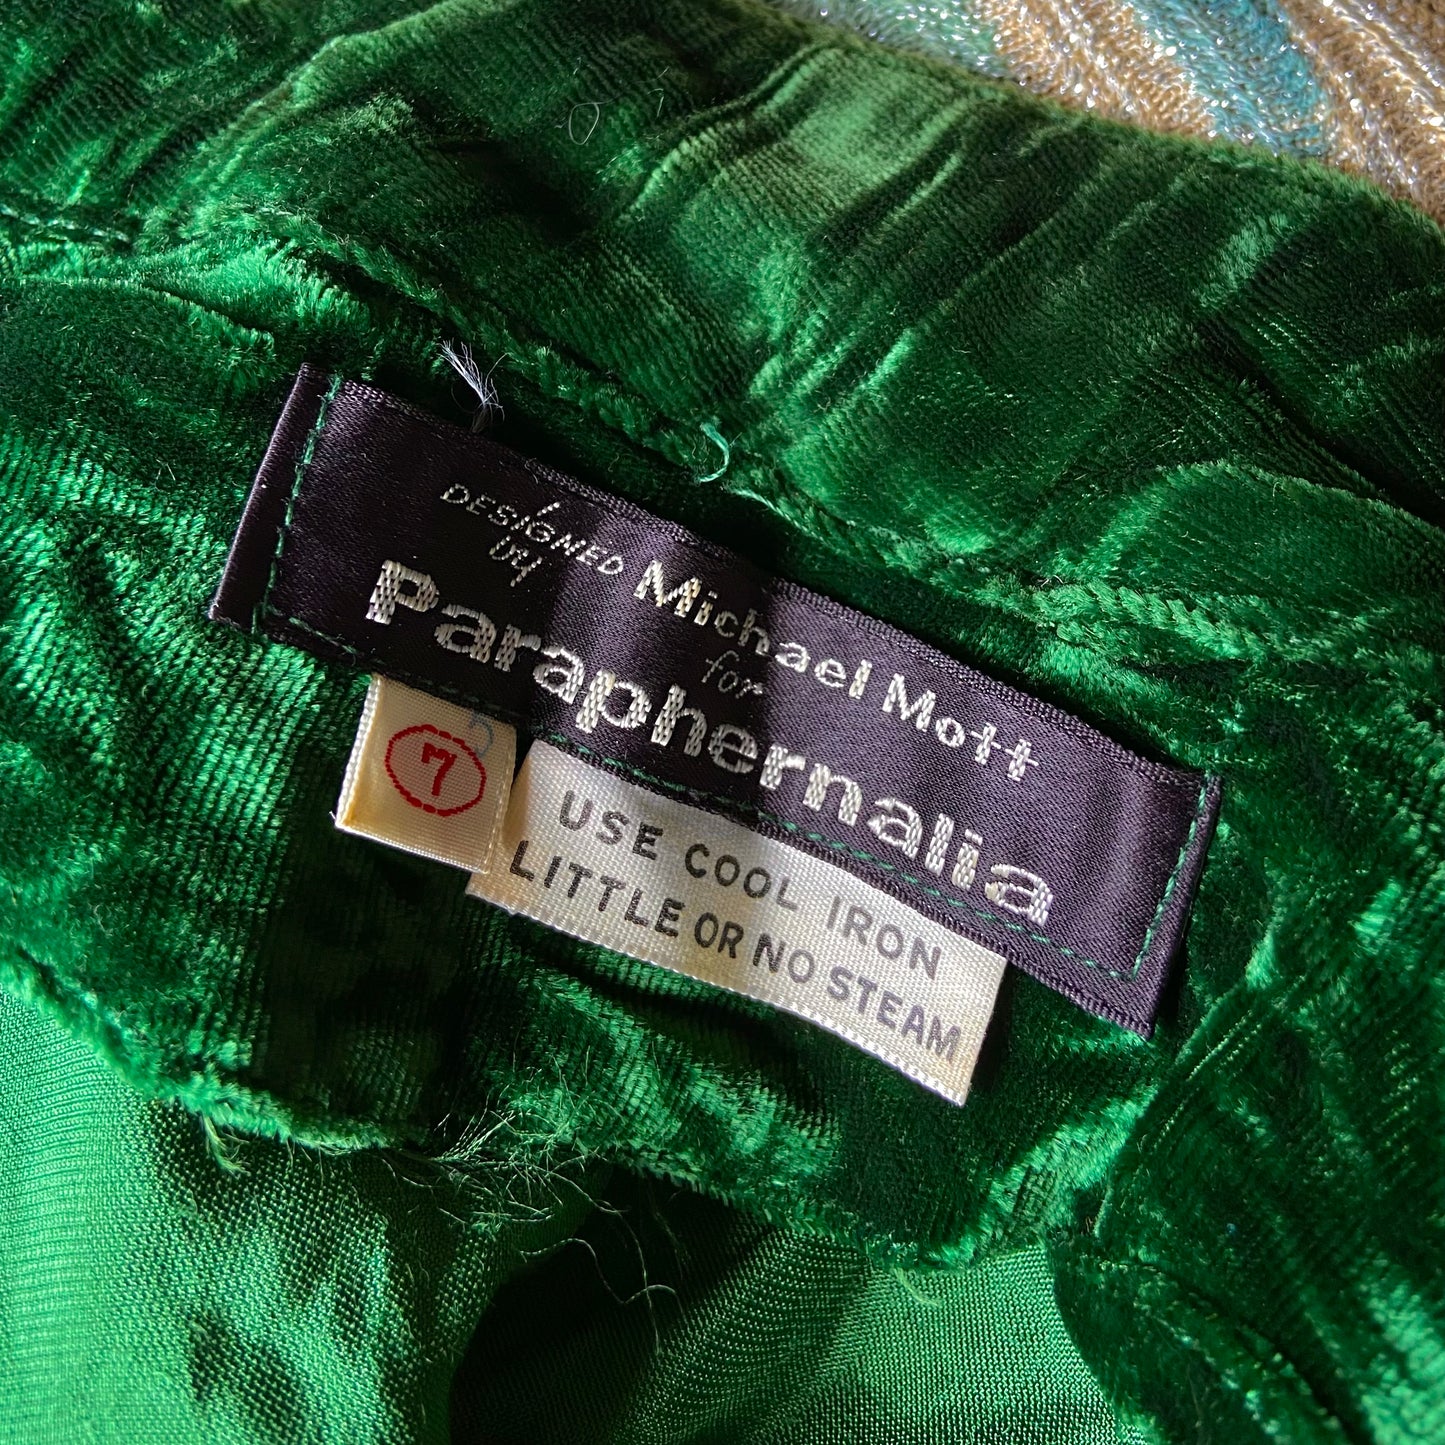 DESIGNED
by Michael Mott
for
Paraphernalia
7
USE COOL IRON
LITTLE OR NO STEAM